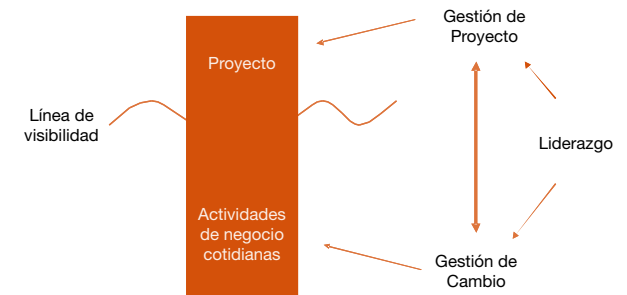 Gestión de
Proyecto
Proyecto
Línea de
visibilidad
Liderazgo
Actividades
de negocio
cotidianas
Gestión de
Cambio